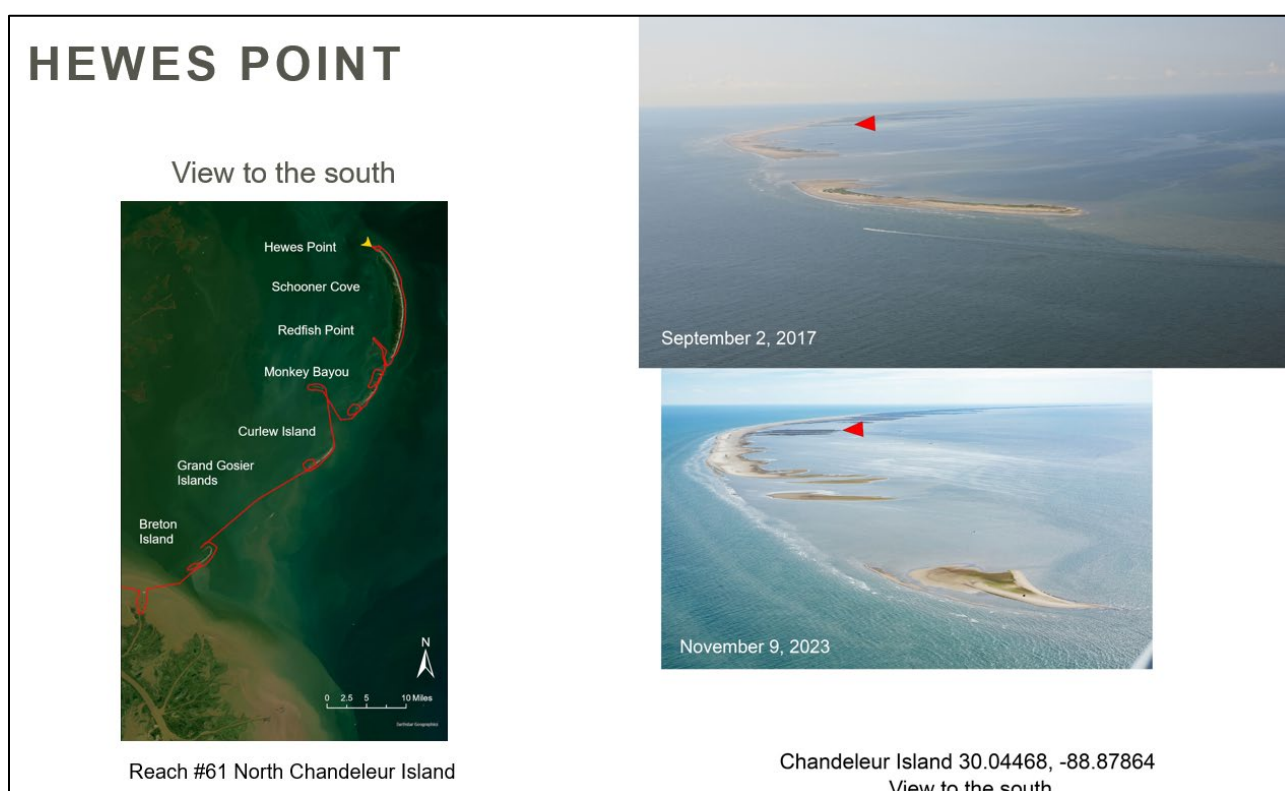 HEWES POINT
View to the south
Hewes Point
Schooner Cove
Redfish Point
Monkey Bayou
Curlew Island
Grand Gosier
Islands
Breton
Island
N
0 2.5 5 10 Miles
Earthstar Geographics
Reach #61 North Chandeleur Island
September 2, 2017
November 9, 2023
Chandeleur Island 30.04468, -88.87864
View to the south